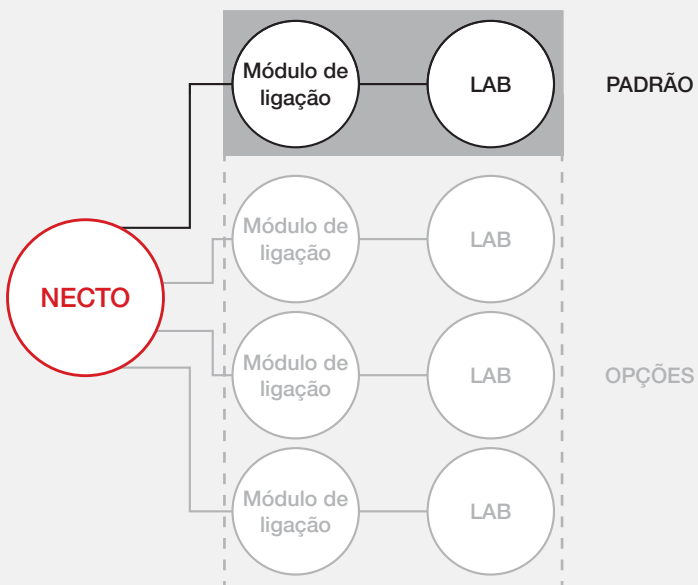 Módulo de
ligação
LAB
PADRÃO
Módulo de
ligação
LAB
NECTO
Módulo de
ligação
LAB
OPÇÕES
Módulo de
ligação
LAB